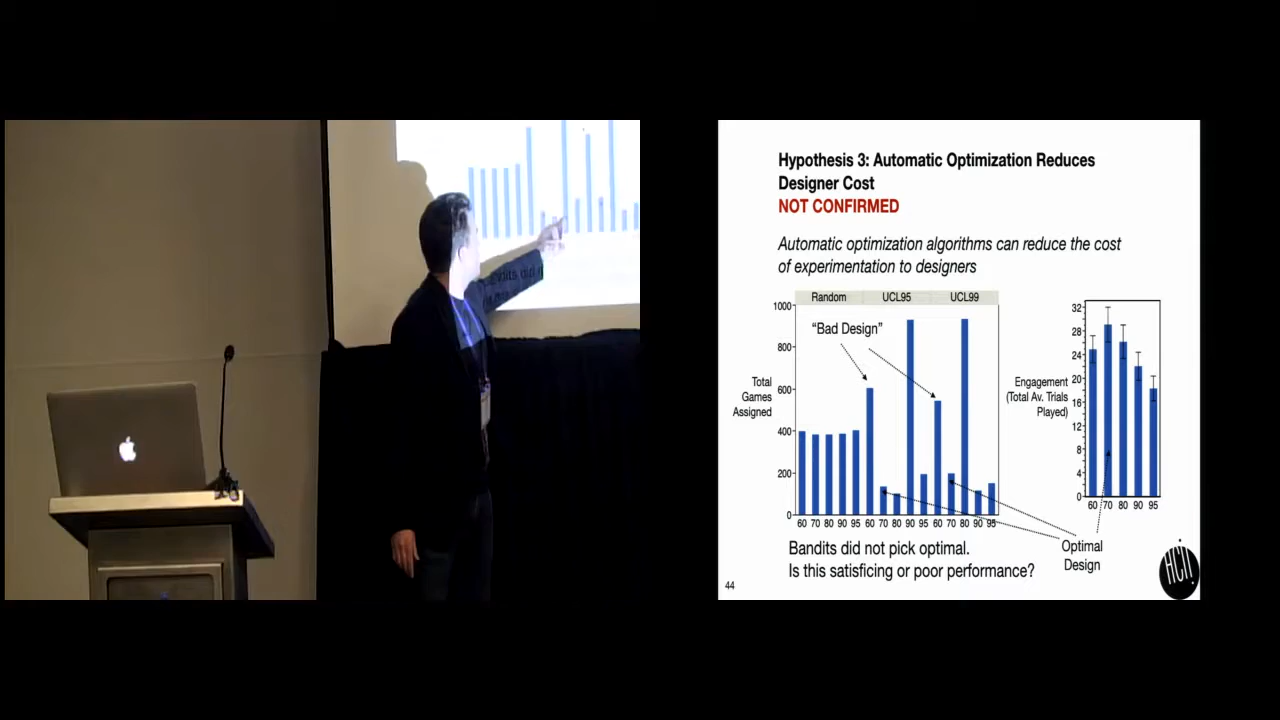 Hypothesis 3: Automatic Optimization Reduces
Designer Cost
NOT CONFIRMED
Automatic optimization algorithms can reduce the cost
of experimentation to designers
Random UCL95 UCL99
1000
800
600
400
200
0
Total
Games
Assigned
"Bad Design"
60 70 80 90 95 60 70 80 90 95 60 70 80 90 95
Engagement
(Total Av. Trials
Played)
32
28
24
20
16
12
8
4
0
60 70 80 90 95
Optimal
Design
Bandits did not pick optimal.
Is this satisficing or poor performance?
44
HCII